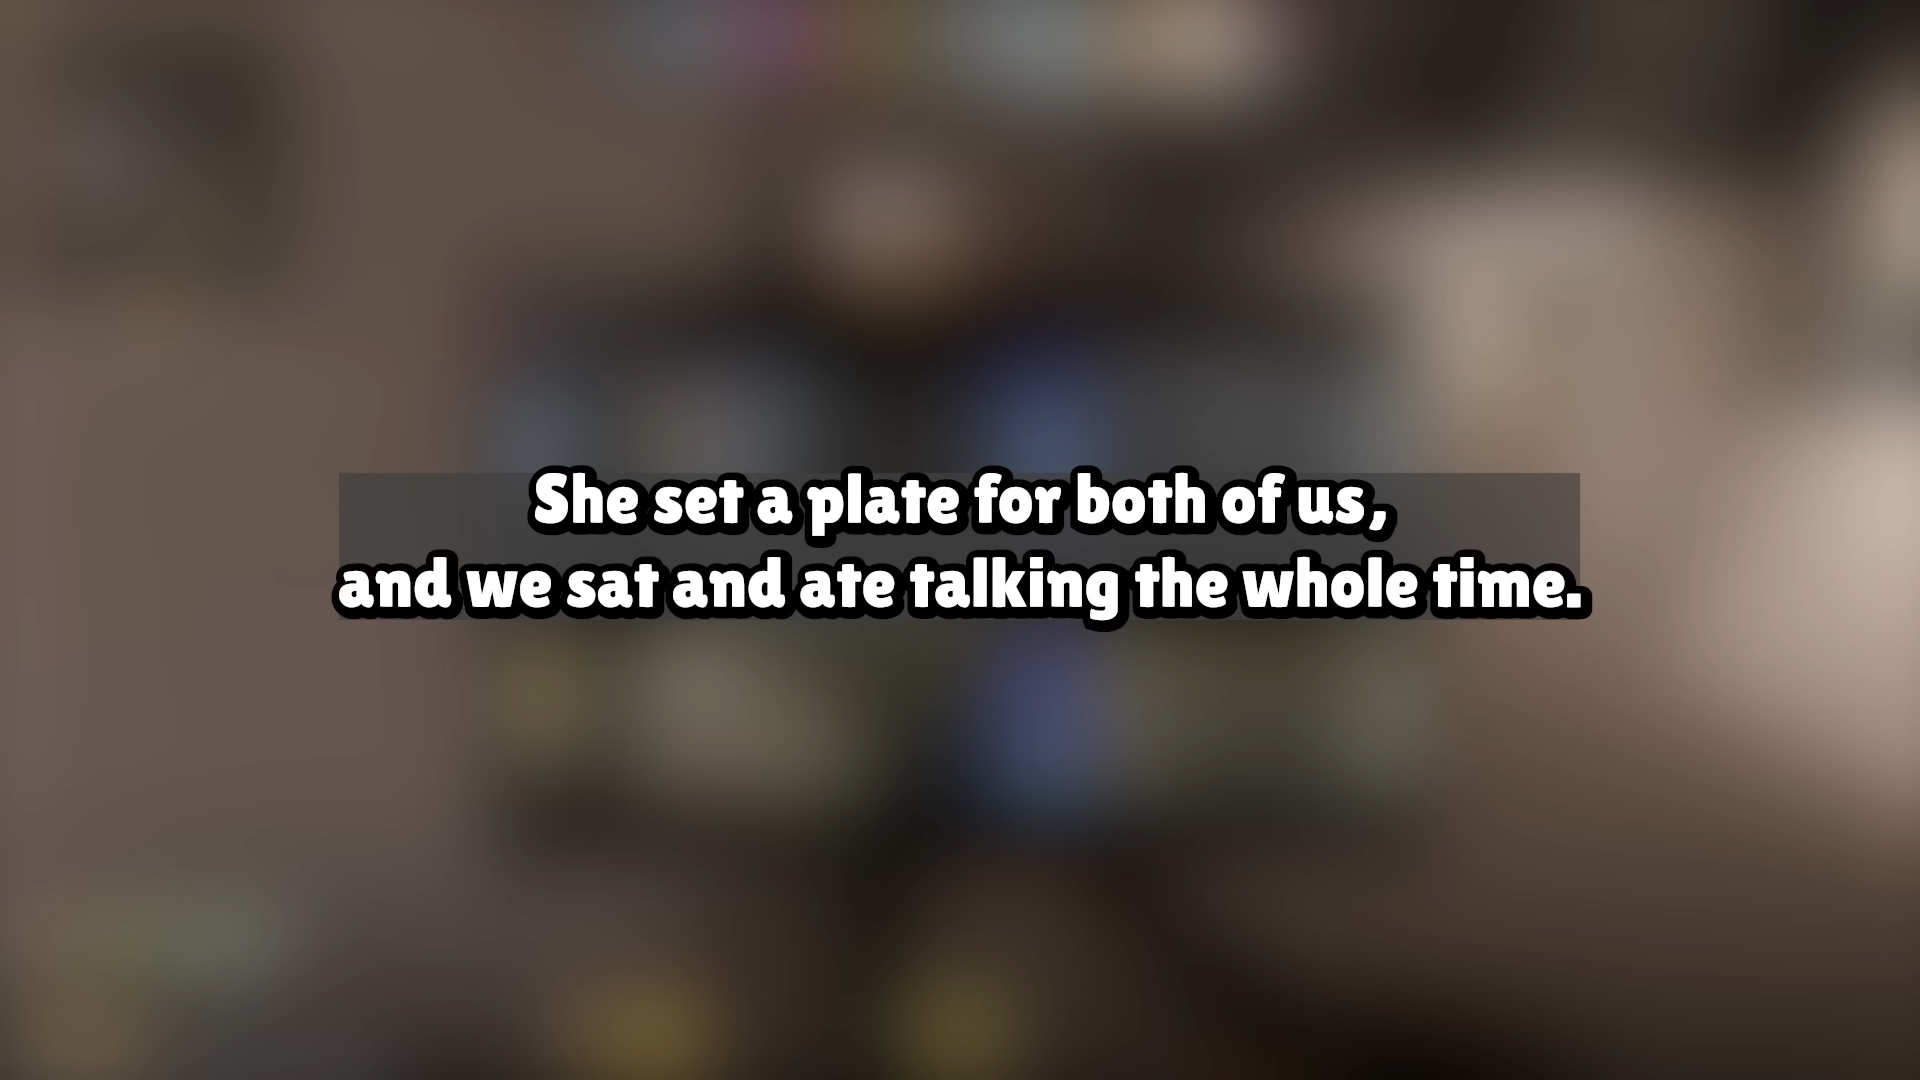 She set a plate for both of us,
and we sat and ate talking the whole time.